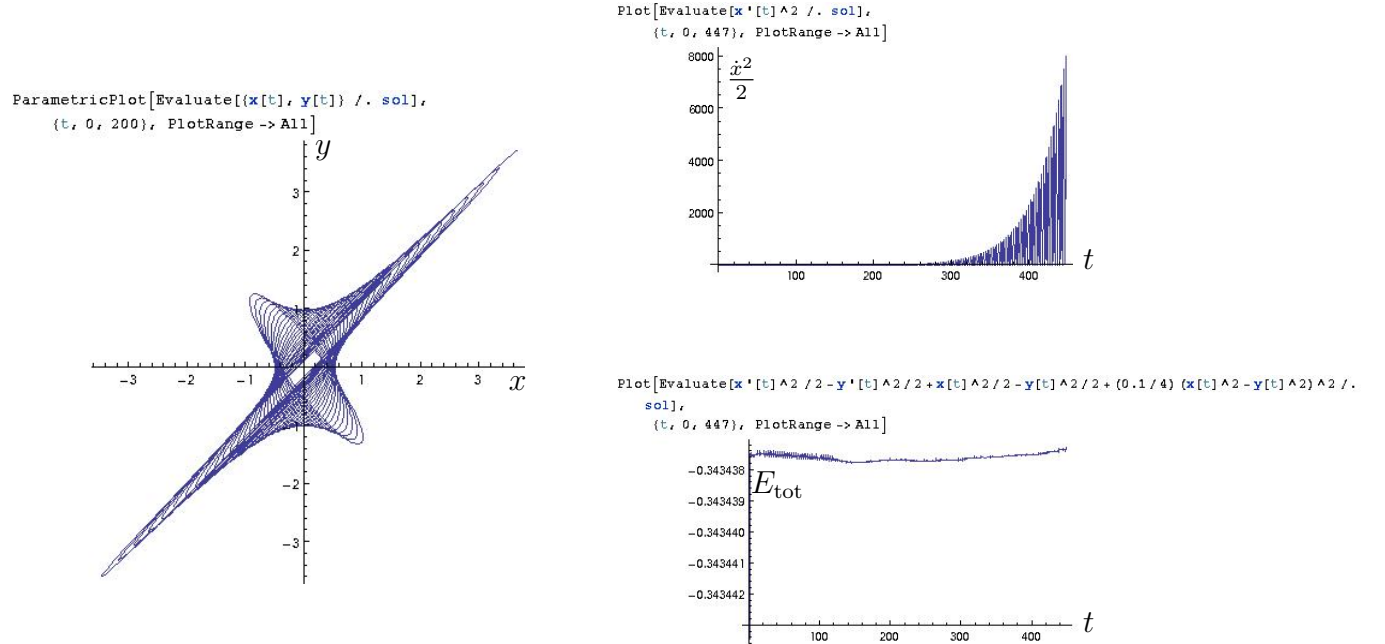 ParametricPlot[Evaluate[{x[t], y[t]} /. sol],
{t, 0, 200}, PlotRange -> All]
y
3
2
1
-3
-2
-1
1
2
3
x
-1
-2
-3
Plot[Evaluate[x '[t]^2 /. sol],
{t, 0, 447}, PlotRange -> All]
8000
6000
4000
2000
ẋ²/2
100
200
300
400
t
Plot[Evaluate[x '[t]^2 /2 - y '[t]^2 /2 + x[t]^2 /2 - y[t]^2 /2 + (0.1/4) (x[t]^2 - y[t]^2)^2 /.
sol],
{t, 0, 447}, PlotRange -> All]
-0.343438
-0.343439
-0.343440
-0.343441
-0.343442
E_tot
100
200
300
400
t